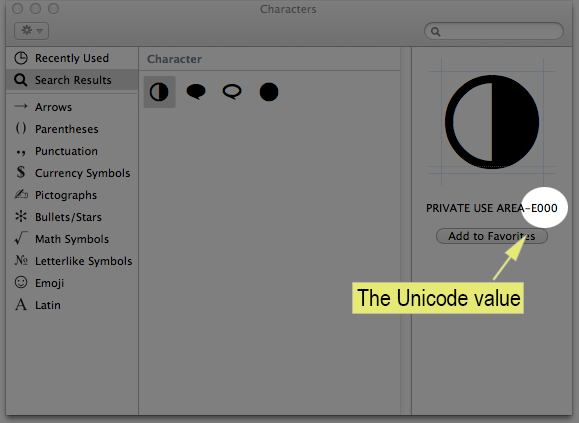 Characters
Recently Used
Search Results
Arrows
() Parentheses
., Punctuation
$ Currency Symbols
Pictographs
Bullets/Stars
√ Math Symbols
№ Letterlike Symbols
Emoji
A Latin
Character
PRIVATE USE AREA-E000
Add to Favorites
The Unicode value